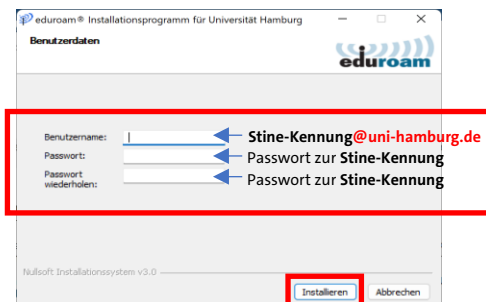 eduroam® Installationsprogramm für Universität Hamburg
Benutzerdaten
eduroam
Benutzername: Stine-Kennung@uni-hamburg.de
Passwort: Passwort zur Stine-Kennung
Passwort wiederholen: Passwort zur Stine-Kennung
Nullsoft Installationssystem v3.0
Installieren Abbrechen